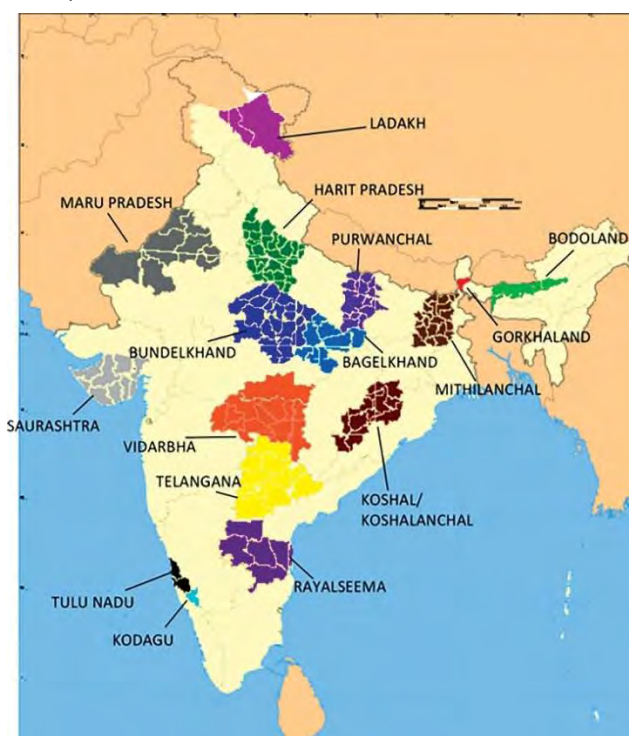 LADAKH
HARIT PRADESH
MARU PRADESH
PURWANCHAL
BODOLAND
GORKHALAND
BUNDELKHAND
BAGELKHAND
MITHILANCHAL
SAURASHTRA
VIDARBHA
TELANGANA
KOSHAL/
KOSHALANCHAL
RAYALSEEMA
TULU NADU
KODAGU